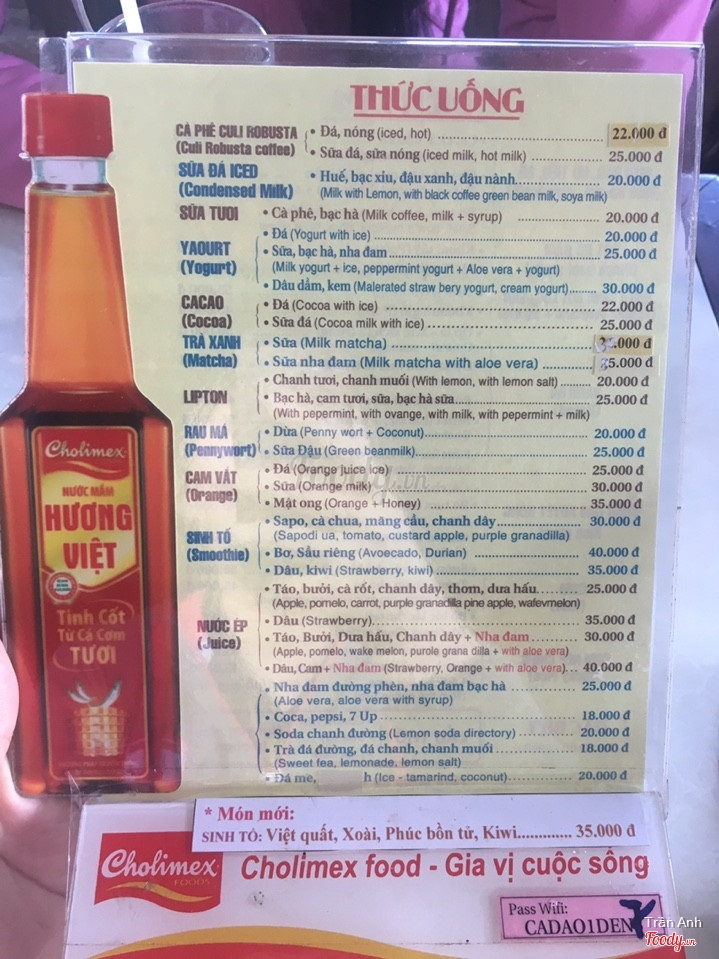 THỨC UỐNG
CÀ PHÊ CULI ROBUSTA • Đá, nóng (iced, hot) 22.000 đ
(Culi Robusta coffee) • Sữa đá, sữa nóng (iced milk, hot milk) 25.000 đ
SỮA ĐÁ ICED • Huế, bạc xỉu, đậu xanh, đậu nành 20.000 đ
(Condensed Milk) (Milk with Lemon, with black coffee green bean milk, soya milk)
SỮA TƯƠI • Cà phê, bạc hà (Milk coffee, milk + syrup) 20.000 đ
• Đá (Yogurt with ice) 20.000 đ
YAOURT • Sữa, bạc hà, nha đam 25.000 đ
(Yogurt) (Milk yogurt + ice, peppermint yogurt + Aloe vera + yogurt)
• Dâu dầm, kem (Malerated straw bery yogurt, cream yogurt) 30.000 đ
CACAO • Đá (Cocoa with ice) 22.000 đ
(Cocoa) • Sữa đá (Cocoa milk with ice) 25.000 đ
TRÀ XANH • Sữa (Milk matcha) .000 đ
(Matcha) • Sữa nha đam (Milk matcha with aloe vera) 5.000 đ
LIPTON • Chanh tươi, chanh muối (With lemon, with lemon salt) 20.000 đ
• Bạc hà, cam tươi, sữa, bạc hà sữa 25.000 đ
(With pepermint, with ovange, with milk, with pepermint + milk)
RAU MÁ • Dừa (Penny wort + Coconut) 20.000 đ
(Pennywort) • Sữa Đậu (Green beanmilk) 25.000 đ
CAM VẮT • Đá (Orange juice ice) 25.000 đ
(Orange) • Sữa (Orange milk) 30.000 đ
• Mật ong (Orange + Honey) 35.000 đ
SINH TỐ • Sapo, cà chua, mãng cầu, chanh dây 30.000 đ
(Smoothie) (Sapodi ua, tomato, custard apple, purple granadilla)
• Bơ, Sầu riêng (Avoecado, Durian) 40.000 đ
• Dâu, kiwi (Strawberry, kiwi) 35.000 đ
NƯỚC ÉP • Táo, bưởi, cà rốt, chanh dây, thơm, dưa hấu 25.000 đ
(Juice) (Apple, pomelo, carrot, purple granadilla pine apple, wafevmelon)
• Dâu (Strawberry) 35.000 đ
• Táo, Bưởi, Dưa hấu, Chanh dây + Nha đam 30.000 đ
(Apple, pomelo, wake melon, purole grana dilla + with aloe vera)
• Dâu, Cam + Nha đam (Strawberry, Orange + with aloe vera) 40.000 đ
• Nha đam đường phèn, nha đam bạc hà 25.000 đ
(Aloe vera, aloe vera with syrup)
• Coca, pepsi, 7 Up 18.000 đ
• Soda chanh đường (Lemon soda directory) 20.000 đ
• Trà đá đường, đá chanh, chanh muối 18.000 đ
(Sweet fea, lemonade, lemon salt)
• Đá me, h (Ice - tamarind, coconut) 20.000 đ
* Món mới:
SINH TỐ: Việt quất, Xoài, Phúc bồn tử, Kiwi 35.000 đ
Cholimex
FOODS
Cholimex food - Gia vị cuộc sống
Pass Wifi:
CADAO1DEN
Cholimex
NƯỚC MẮM
HƯƠNG
VIỆT
Tinh Cốt
Từ Cá Cơm
TƯƠI
Foody.vn
Trần Anh
Foody.vn